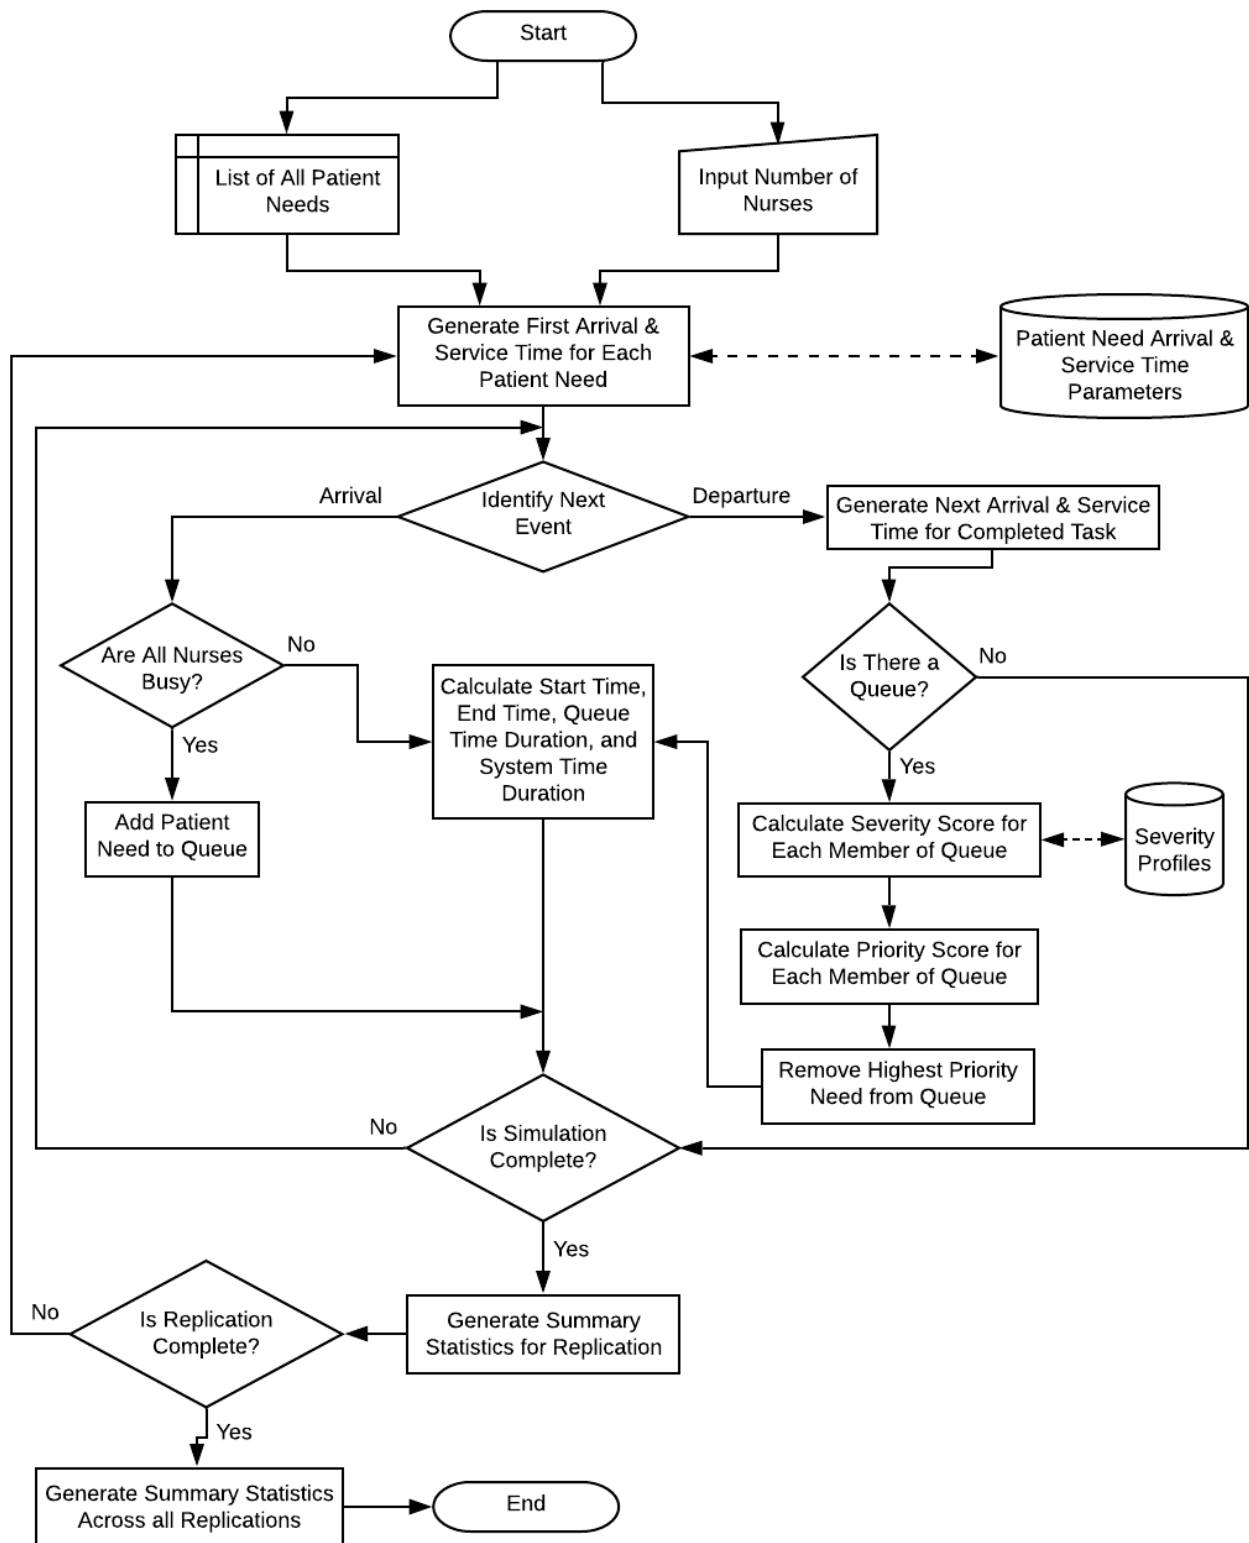 Start
List of All Patient
Needs
Input Number of
Nurses
Generate First Arrival &
Service Time for Each
Patient Need
Patient Need Arrival &
Service Time
Parameters
Arrival
Identify Next
Event
Departure
Generate Next Arrival & Service
Time for Completed Task
Are All Nurses
Busy?
No
Yes
Calculate Start Time,
End Time, Queue
Time Duration, and
System Time
Duration
Is There a
Queue?
No
Yes
Add Patient
Need to Queue
Calculate Severity Score for
Each Member of Queue
Severity
Profiles
Calculate Priority Score for
Each Member of Queue
Remove Highest Priority
Need from Queue
No
Is Simulation
Complete?
Yes
Generate Summary
Statistics for Replication
No
Is Replication
Complete?
Yes
Generate Summary Statistics
Across all Replications
End